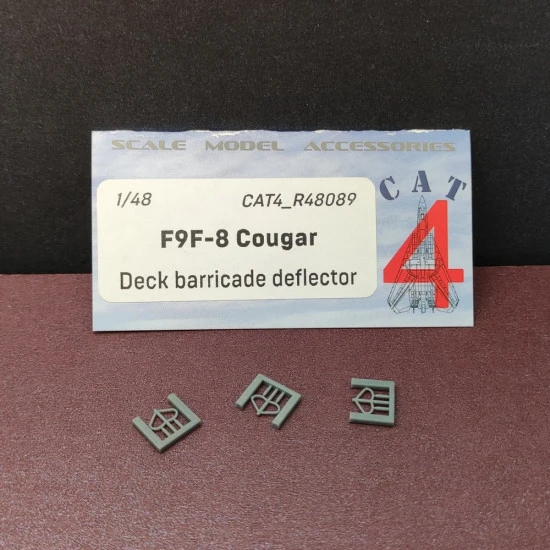 SCALE MODEL ACCESSORIES
1/48 CAT4_R48089
F9F-8 Cougar
Deck barricade deflector
CAT
4